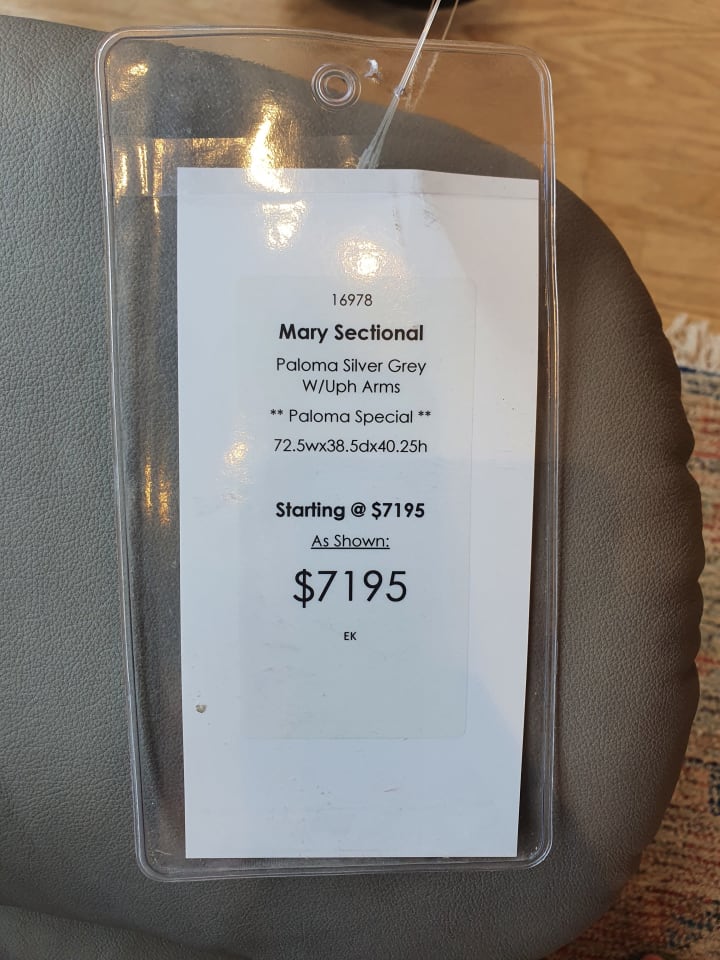 16978
Mary Sectional
Paloma Silver Grey
W/Uph Arms
** Paloma Special **
72.5wx38.5dx40.25h
Starting @ $7195
As Shown:
$7195
EK